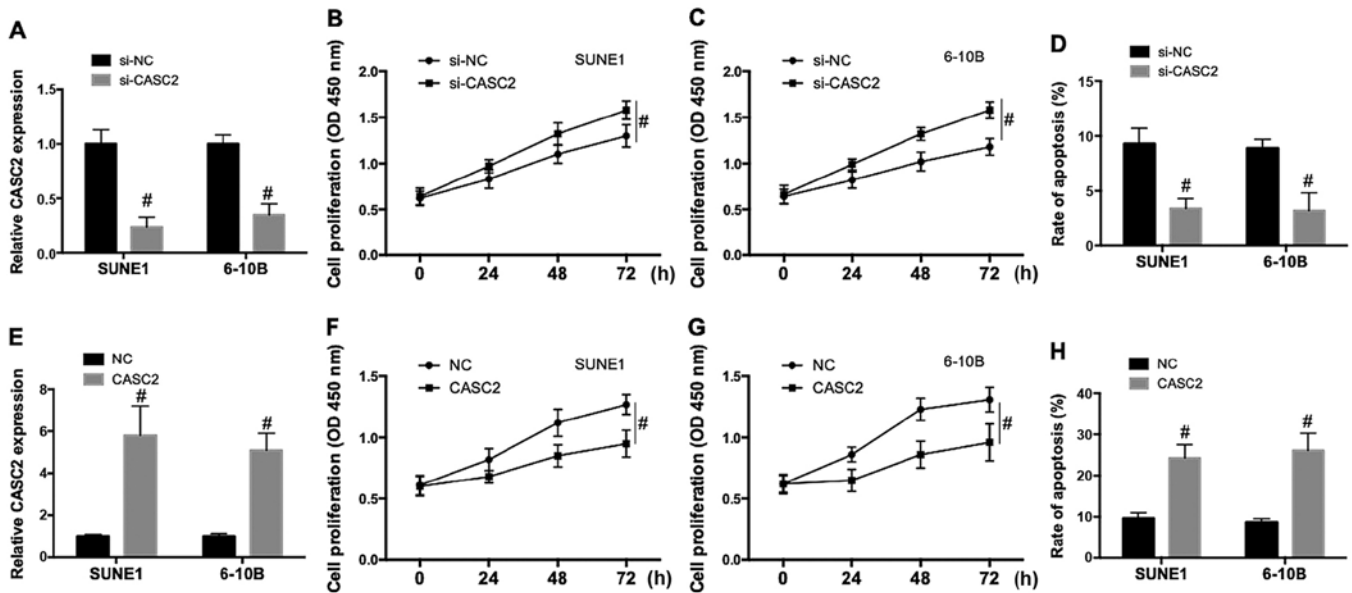 A
si-NC
si-CASC2
Relative CASC2 expression
1.5
1.0
0.5
0.0
#
#
SUNE1
6-10B
B
si-NC
si-CASC2
SUNE1
Cell proliferation (OD 450 nm)
2.0
1.5
1.0
0.5
0.0
#
0
24
48
72
(h)
C
si-NC
si-CASC2
6-10B
Cell proliferation (OD 450 nm)
2.0
1.5
1.0
0.5
0.0
#
0
24
48
72
(h)
D
si-NC
si-CASC2
Rate of apoptosis (%)
15
10
5
0
#
#
SUNE1
6-10B
E
NC
CASC2
Relative CASC2 expression
8
6
4
2
0
#
#
SUNE1
6-10B
F
NC
CASC2
SUNE1
Cell proliferation (OD 450 nm)
1.5
1.0
0.5
0.0
#
0
24
48
72
(h)
G
NC
CASC2
6-10B
Cell proliferation (OD 450 nm)
1.5
1.0
0.5
0.0
#
0
24
48
72
(h)
H
NC
CASC2
Rate of apoptosis (%)
40
30
20
10
0
#
#
SUNE1
6-10B